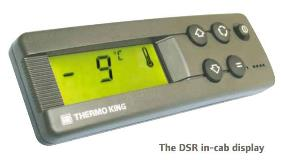 - 9 °C
THERMO KING
The DSR in-cab display